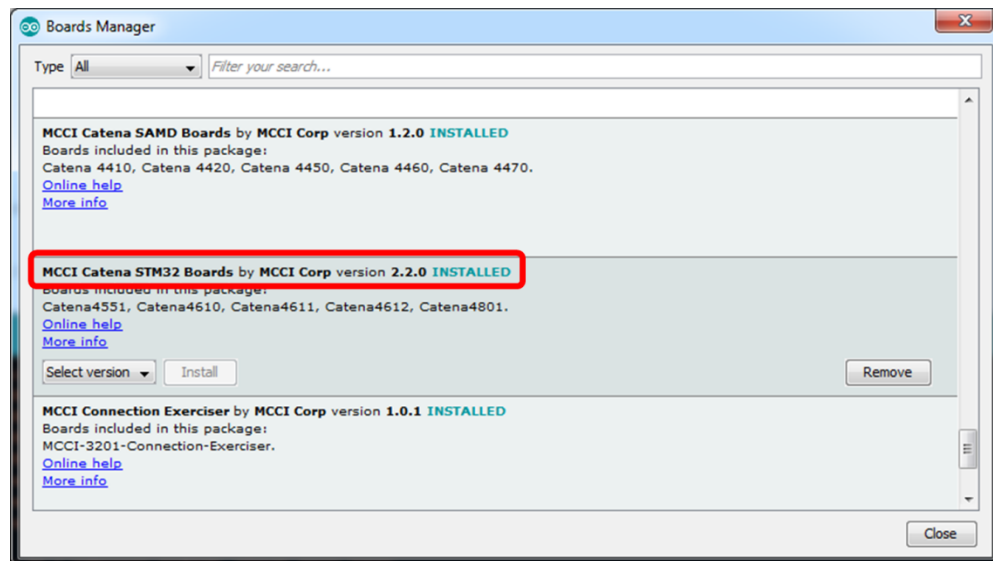 Boards Manager
Type All Filter your search...
MCCI Catena SAMD Boards by MCCI Corp version 1.2.0 INSTALLED
Boards included in this package:
Catena 4410, Catena 4420, Catena 4450, Catena 4460, Catena 4470.
Online help
More info
MCCI Catena STM32 Boards by MCCI Corp version 2.2.0 INSTALLED
Boards included in this package:
Catena4551, Catena4610, Catena4611, Catena4612, Catena4801.
Online help
More info
Select version Install Remove
MCCI Connection Exerciser by MCCI Corp version 1.0.1 INSTALLED
Boards included in this package:
MCCI-3201-Connection-Exerciser.
Online help
More info
Close